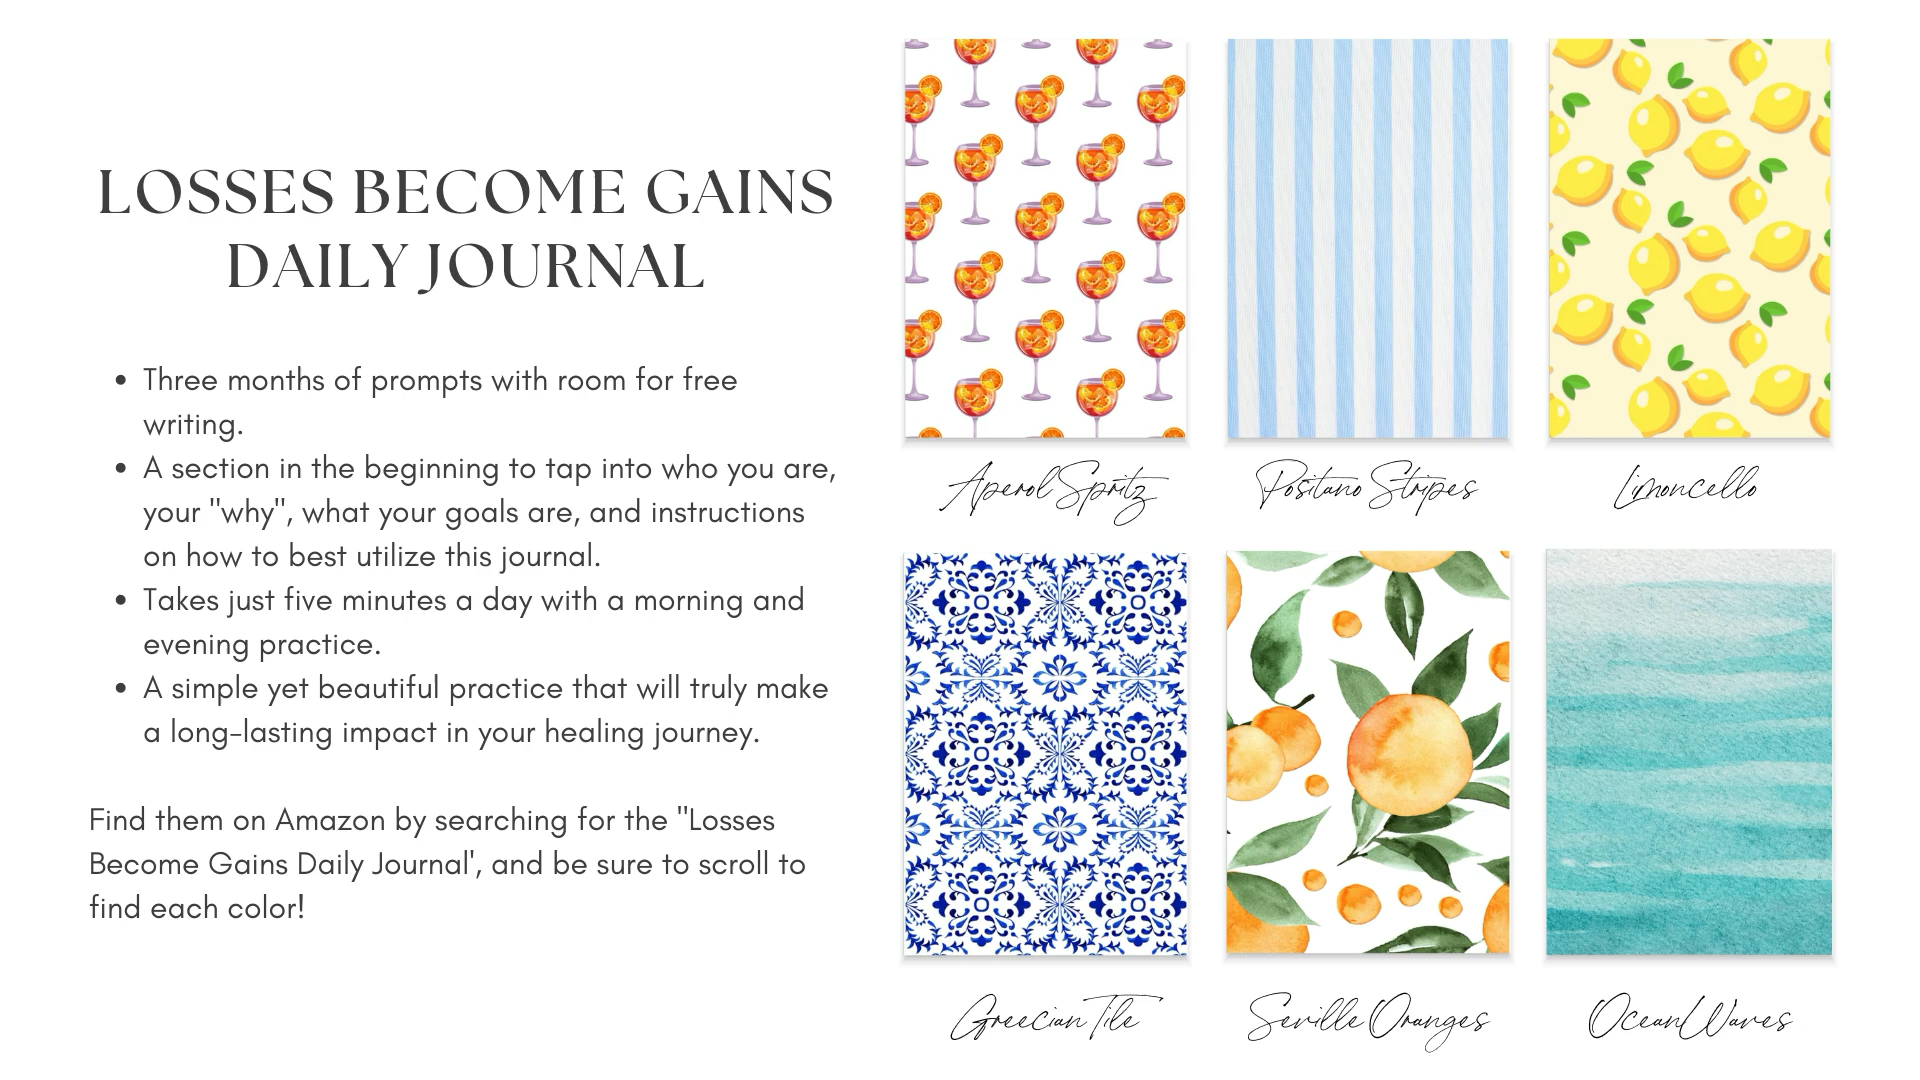 LOSSES BECOME GAINS
DAILY JOURNAL
• Three months of prompts with room for free
writing.
• A section in the beginning to tap into who you are,
your "why", what your goals are, and instructions
on how to best utilize this journal.
• Takes just five minutes a day with a morning and
evening practice.
• A simple yet beautiful practice that will truly make
a long-lasting impact in your healing journey.
Find them on Amazon by searching for the "Losses
Become Gains Daily Journal', and be sure to scroll to
find each color!
Aperol Spritz
Positano Stripes
Limoncello
Greecian Tile
Seville Oranges
Ocean Waves